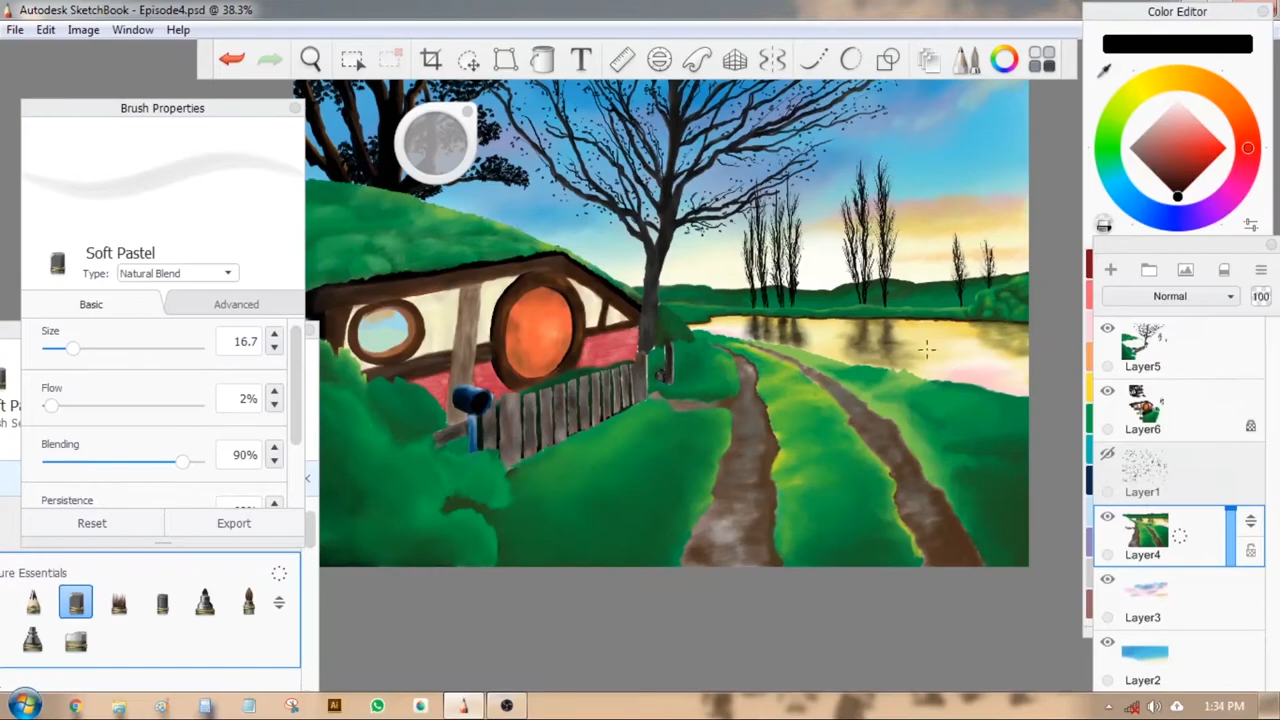 Autodesk SketchBook - Episode4.psd @ 38.3%
File Edit Image Window Help
Color Editor
Brush Properties
Soft Pastel
Type: Natural Blend
Basic Advanced
Size
16.7
Flow
2%
Blending
90%
Persistence
Reset Export
Normal 100
Layer5
Layer6
Layer1
Layer4
Layer3
Layer2
ure Essentials
T
Ai
1:34 PM